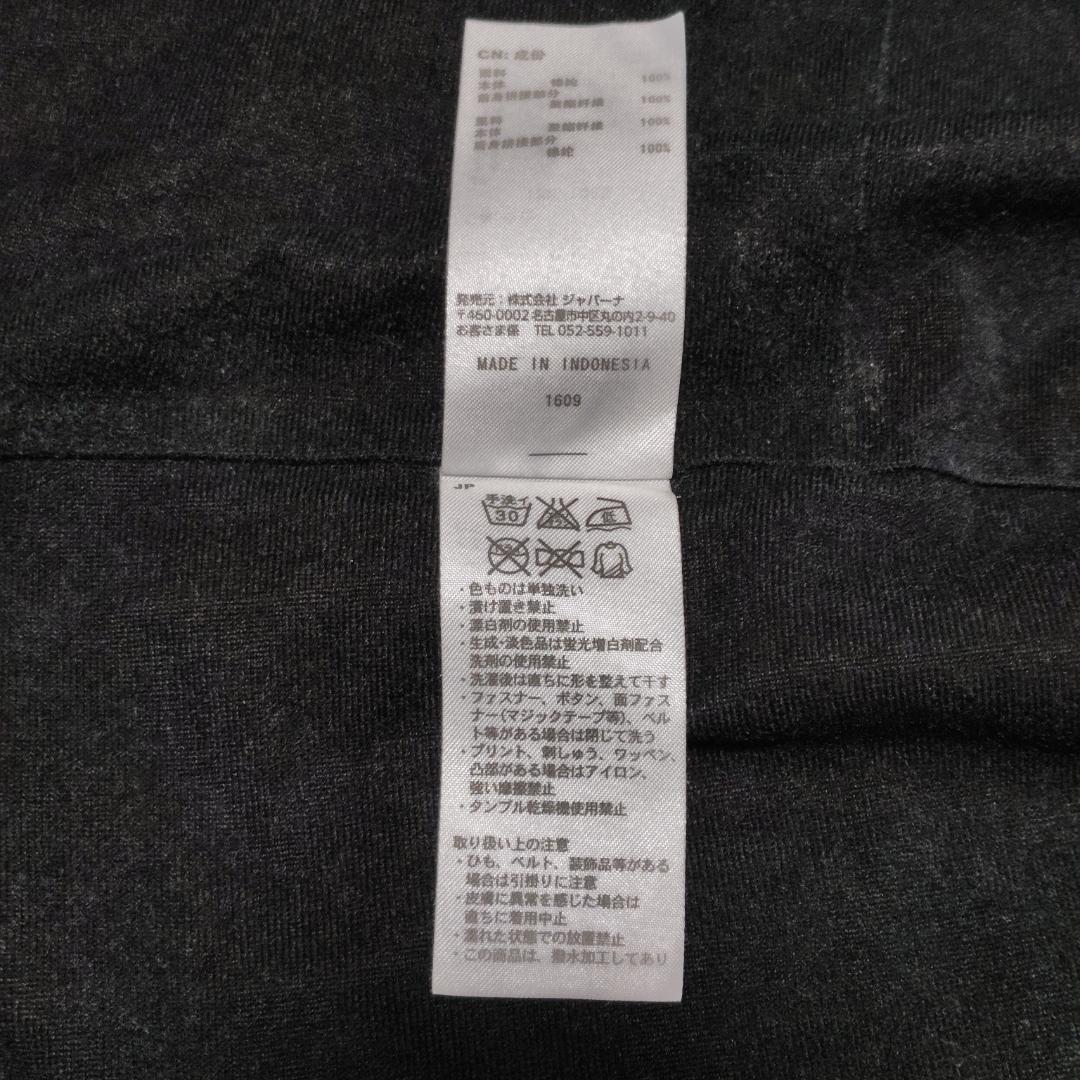 CN: 成份
面料
本体 锦纶 100%
前身拼接部分
聚酯纤维 100%
里料
本体 聚酯纤维 100%
后身拼接部分
锦纶 100%
発売元：株式会社 ジャパーナ
〒460-0002 名古屋市中区丸の内2-9-40
お客さま係 TEL 052-559-1011
MADE IN INDONESIA
1609
JP
手洗イ
30
低
・色ものは単独洗い
・漬け置き禁止
・漂白剤の使用禁止
・生成・淡色品は蛍光増白剤配合
洗剤の使用禁止
・洗濯後は直ちに形を整えて干す
・ファスナー、ボタン、面ファス
ナー(マジックテープ等)、ベル
ト等がある場合は閉じて洗う
・プリント、刺しゅう、ワッペン、
凸部がある場合はアイロン、
強い摩擦禁止
・タンブル乾燥機使用禁止
取り扱い上の注意
・ひも、ベルト、装飾品等がある
場合は引掛りに注意
・皮膚に異常を感じた場合は
直ちに着用中止
・濡れた状態での放置禁止
・この商品は、撥水加工してあり